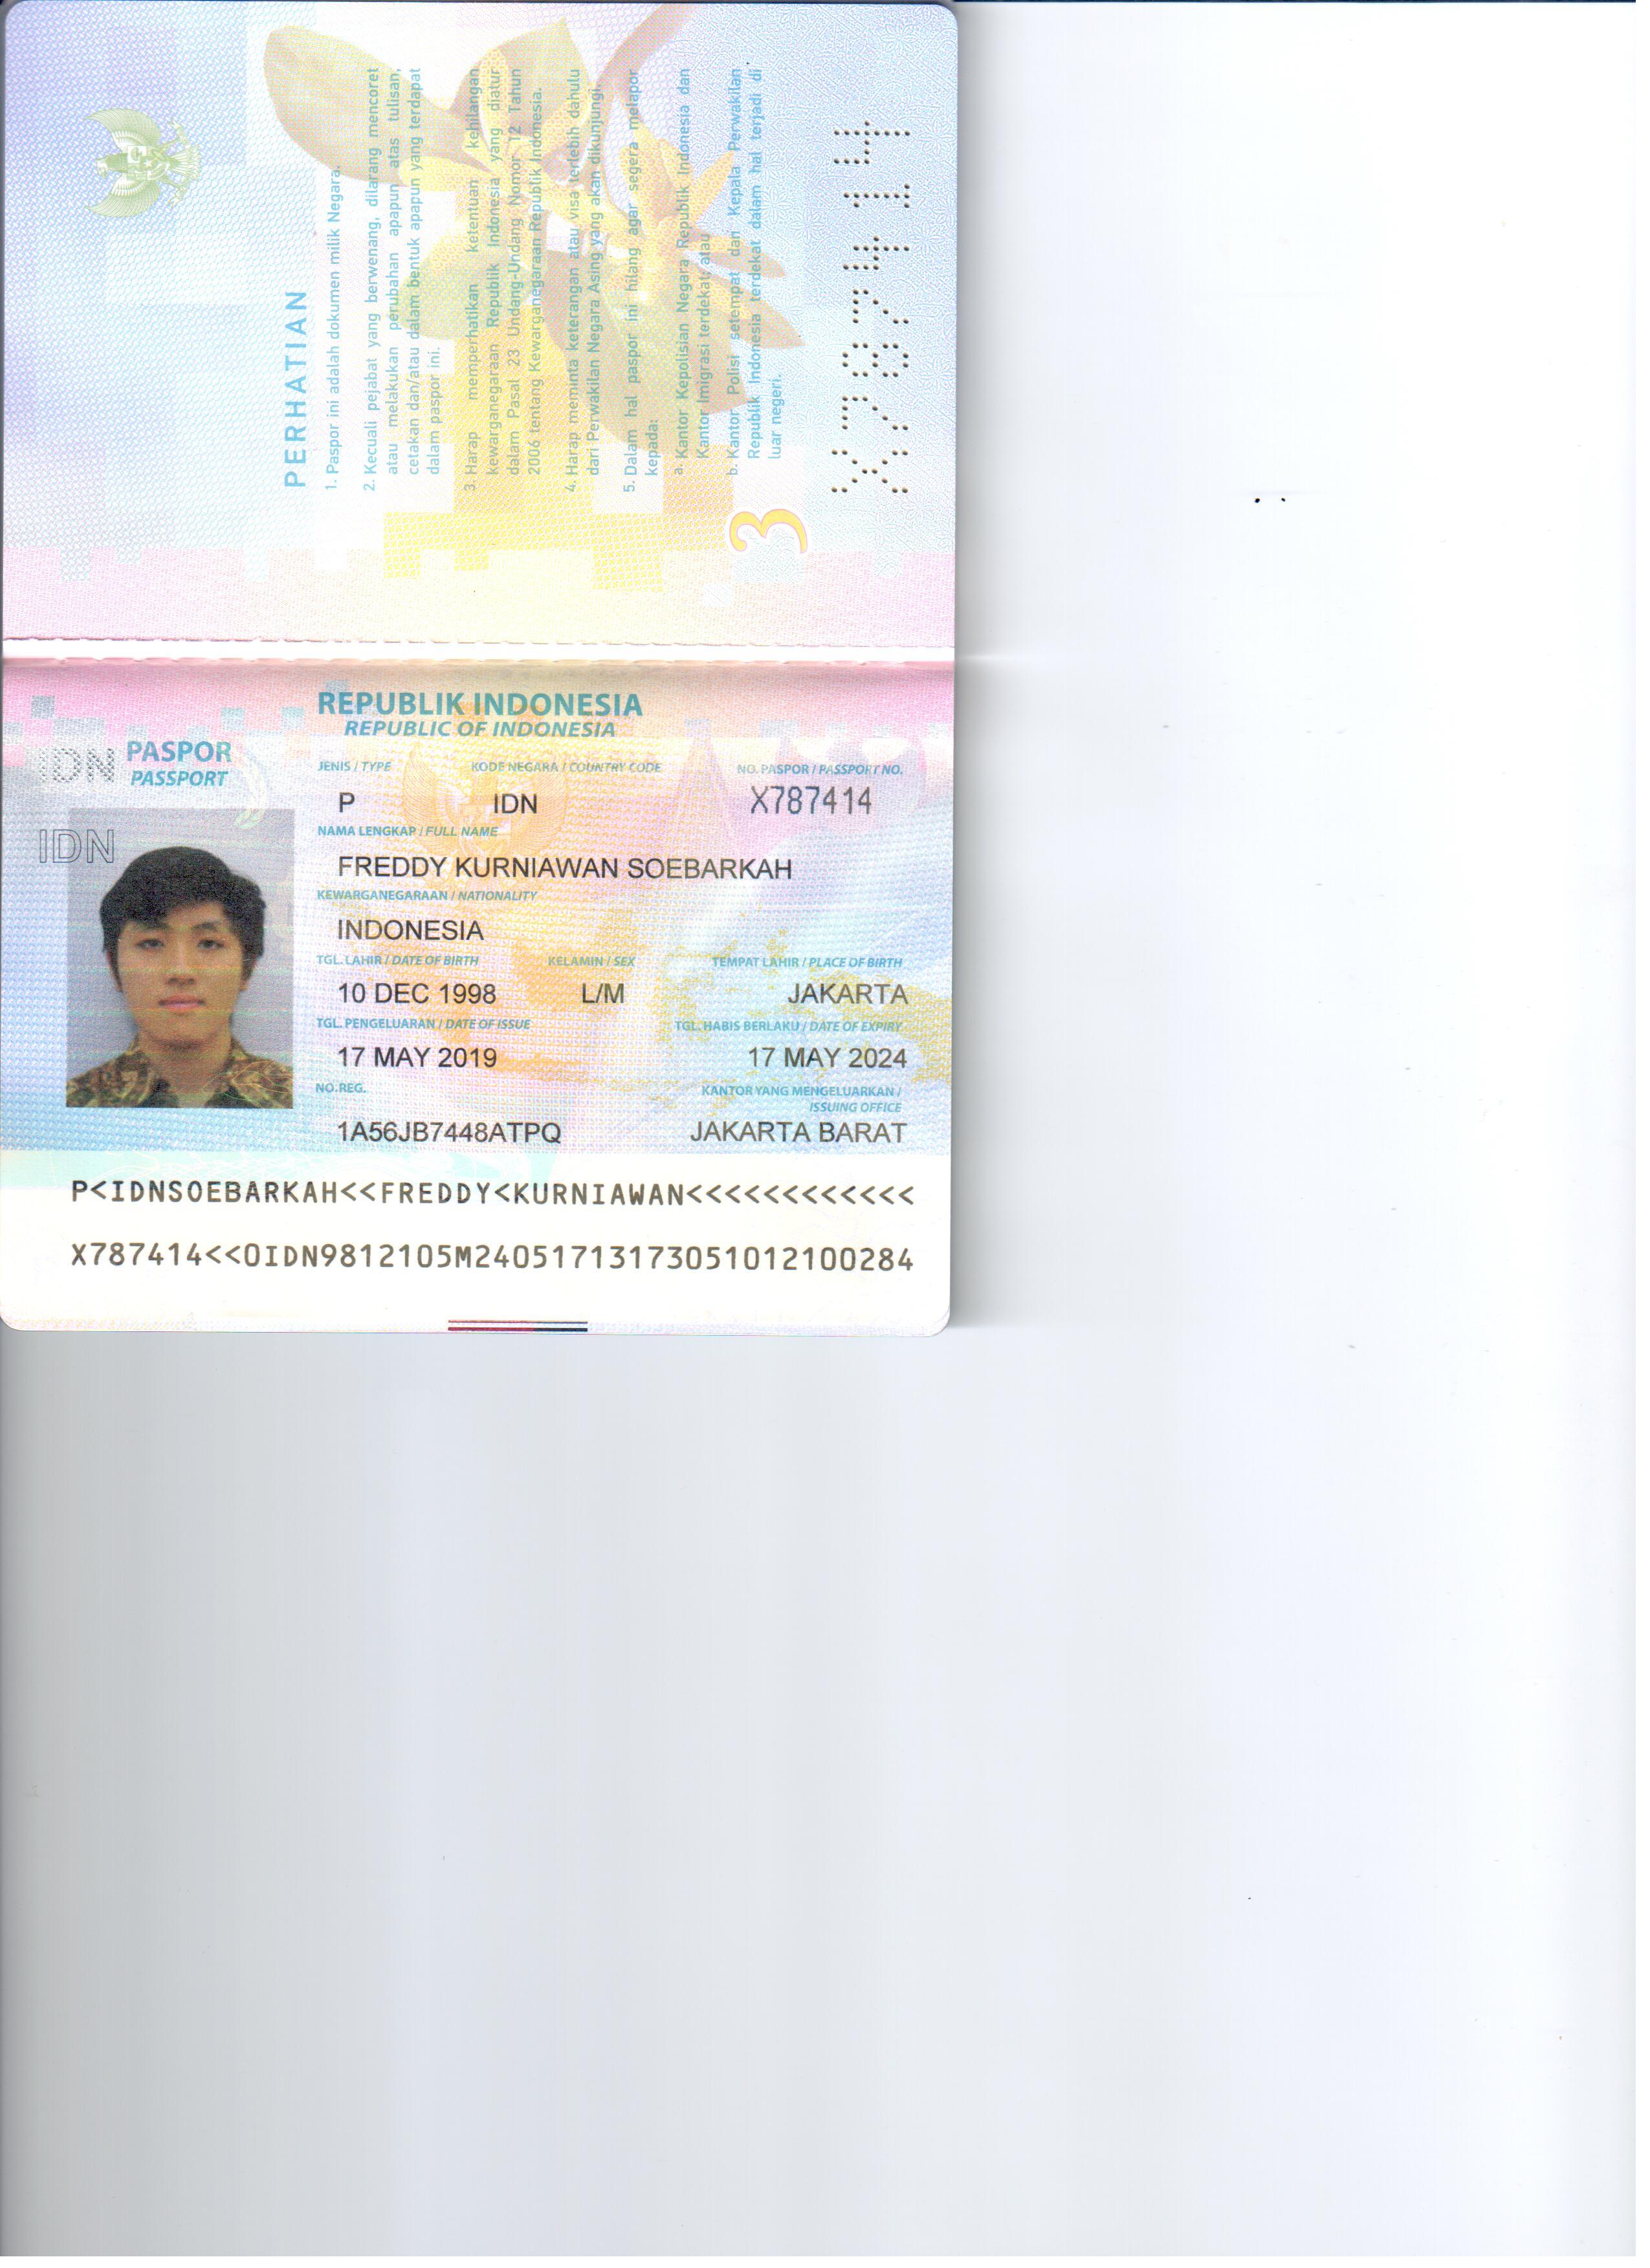 PERHATIAN
1. Paspor ini adalah dokumen milik Negara.
2. Kecuali pejabat yang berwenang, dilarang mencoret
atau melakukan perubahan apapun atas tulisan,
cetakan dan/atau dalam bentuk apapun yang terdapat
dalam paspor ini.
3. Harap memperhatikan ketentuan kehilangan
kewarganegaraan Republik Indonesia yang diatur
dalam Pasal 23 Undang-Undang Nomor 12 Tahun
2006 tentang Kewarganegaraan Republik Indonesia.
4. Harap meminta keterangan atau visa terlebih dahulu
dari Perwakilan Negara Asing yang akan dikunjungi.
5. Dalam hal paspor ini hilang agar segera melapor
kepada:
a. Kantor Kepolisian Negara Republik Indonesia dan
Kantor Imigrasi terdekat; atau
b. Kantor Polisi setempat dan Kepala Perwakilan
Republik Indonesia terdekat dalam hal terjadi di
luar negeri.
3
X787414
REPUBLIK INDONESIA
REPUBLIC OF INDONESIA
IDN PASPOR
PASSPORT
JENIS / TYPE KODE NEGARA / COUNTRY CODE NO. PASPOR / PASSPORT NO.
P IDN X787414
IDN
NAMA LENGKAP / FULL NAME
FREDDY KURNIAWAN SOEBARKAH
KEWARGANEGARAAN / NATIONALITY
INDONESIA
TGL. LAHIR / DATE OF BIRTH KELAMIN / SEX TEMPAT LAHIR / PLACE OF BIRTH
10 DEC 1998 L/M JAKARTA
TGL. PENGELUARAN / DATE OF ISSUE TGL. HABIS BERLAKU / DATE OF EXPIRY
17 MAY 2019 17 MAY 2024
NO.REG. KANTOR YANG MENGELUARKAN /
ISSUING OFFICE
1A56JB7448ATPQ JAKARTA BARAT
P<IDNSOEBARKAH<<FREDDY<KURNIAWAN<<<<<<<<<<<<
X787414<<0IDN9812105M2405171317305101210028​4